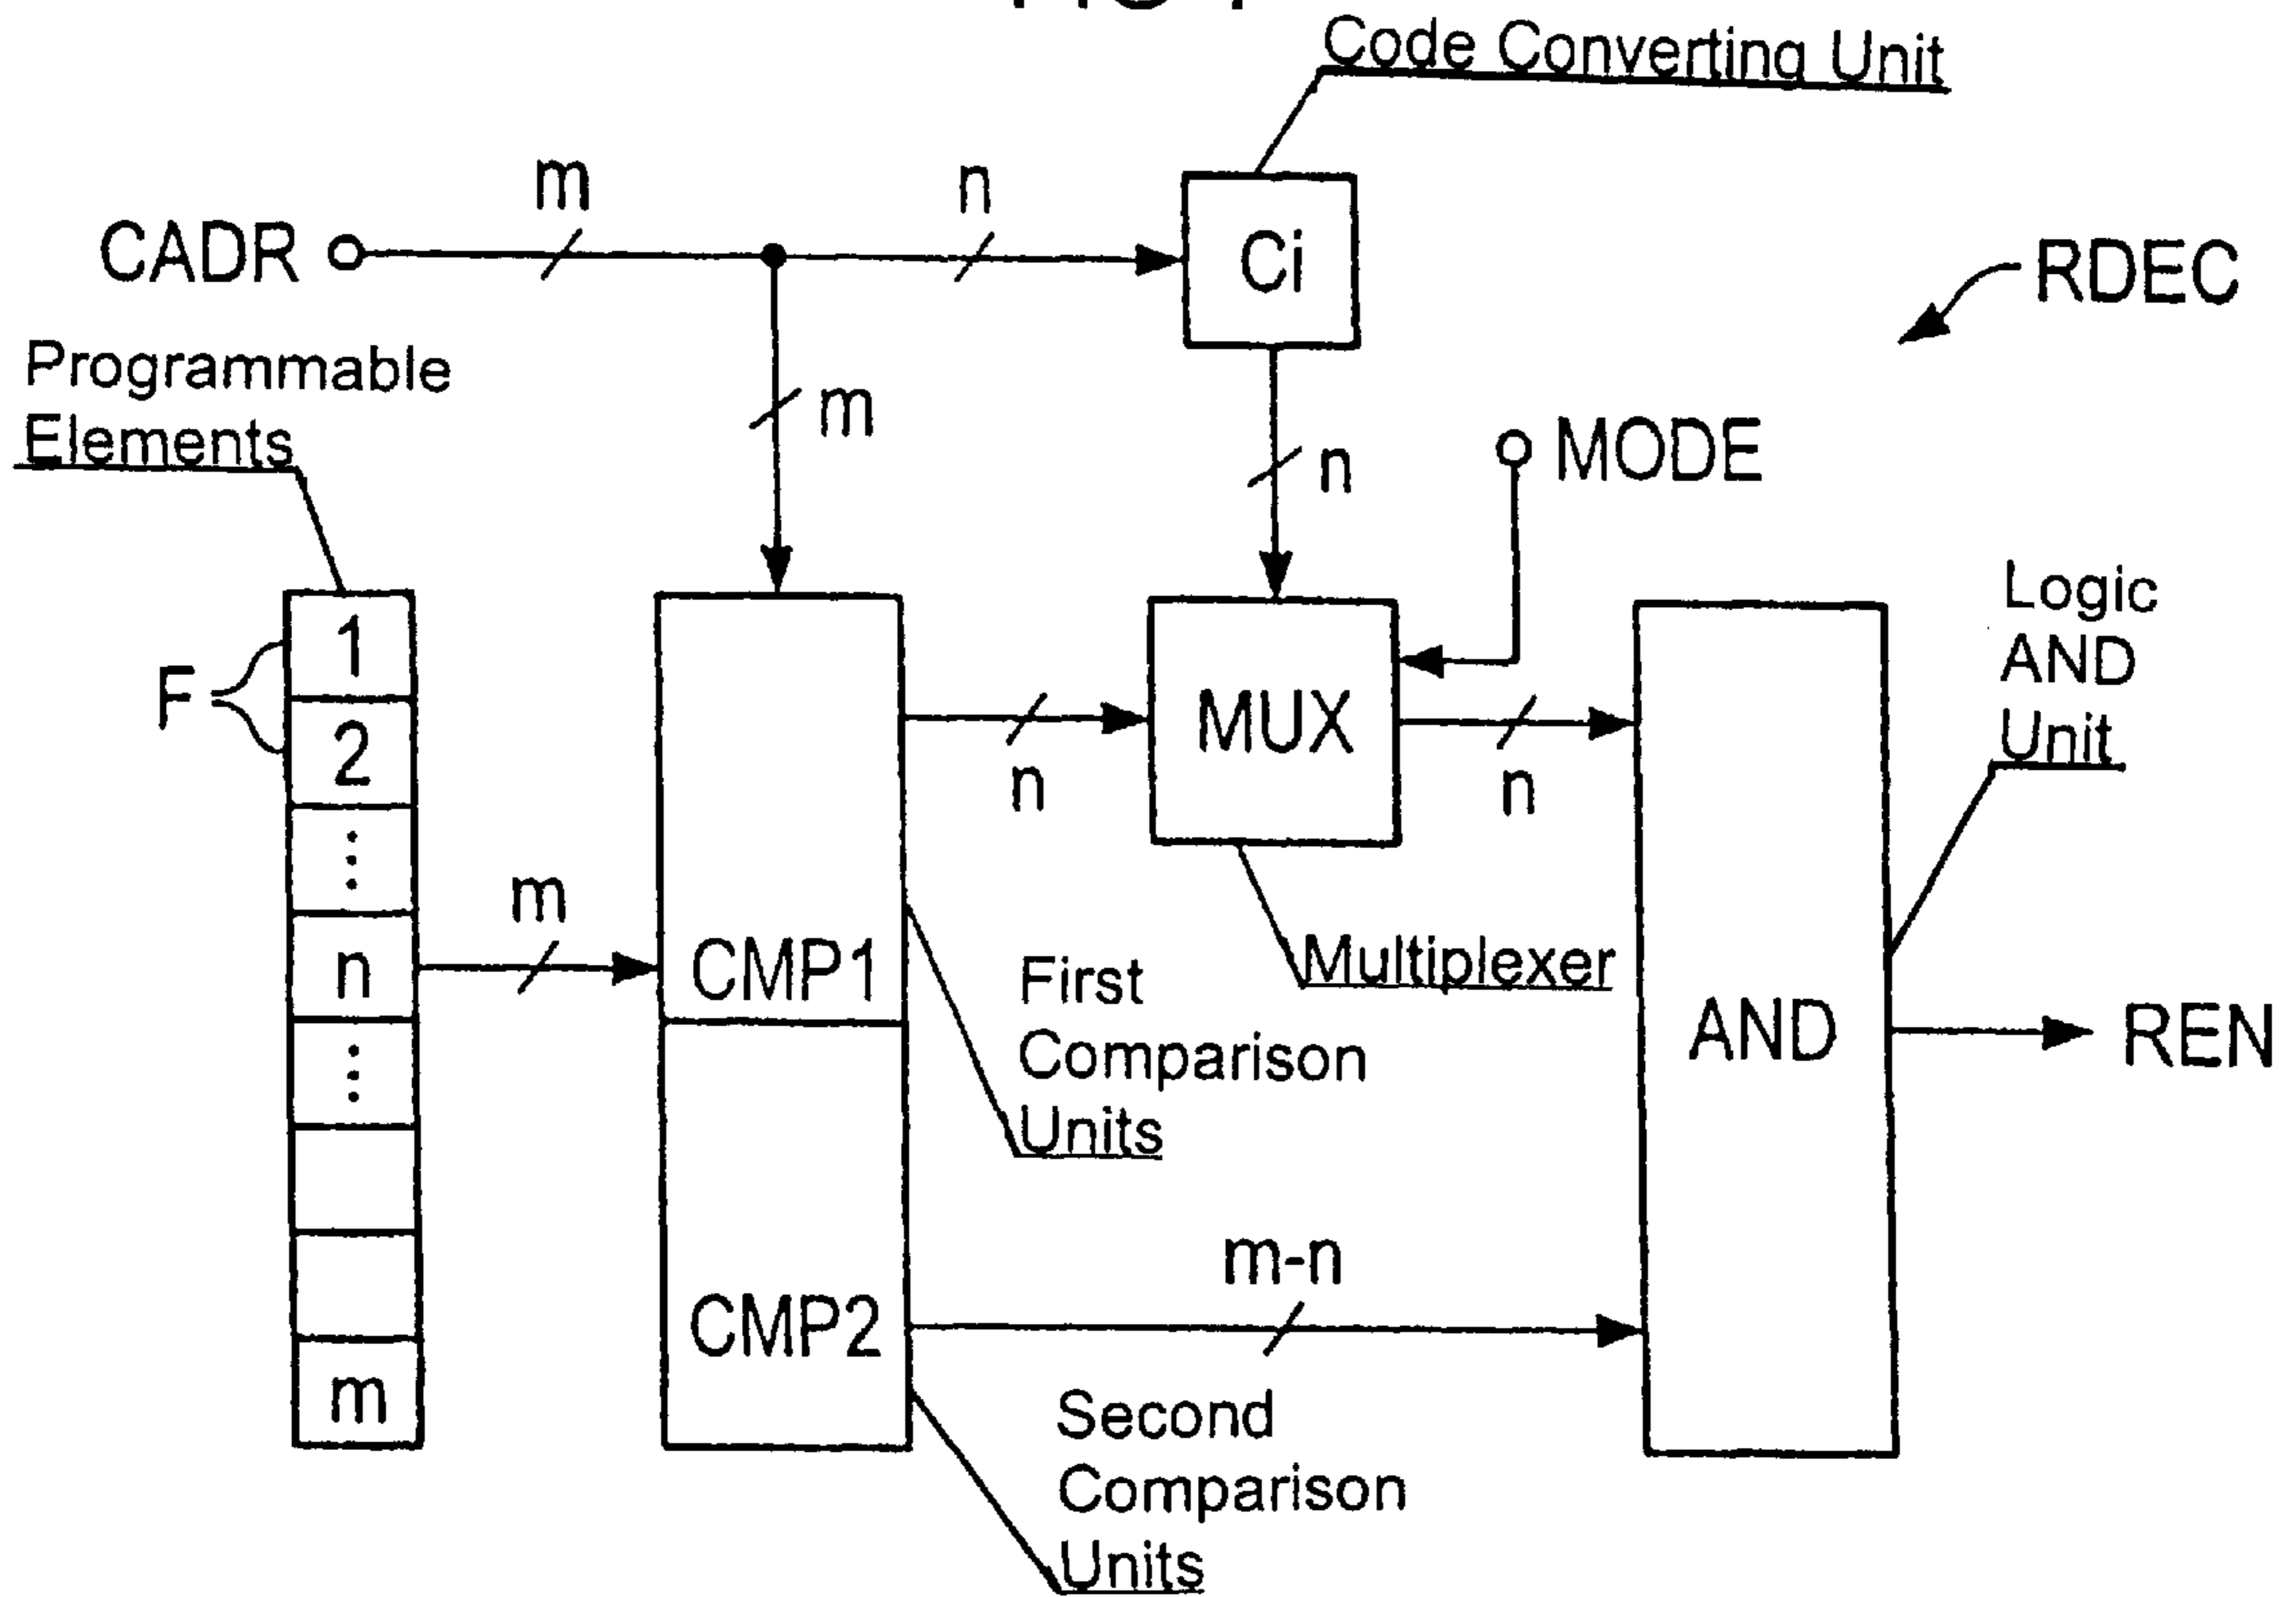 Code Converting Unit
m
n
CADR
Ci
RDEC
Programmable
Elements
m
n
MODE
1
F
2
n
n
MUX
n
Logic
AND
Unit
m
n
CMP1
First
Comparison
Units
Multiplexer
AND
REN
m-n
CMP2
m
Second
Comparison
Units